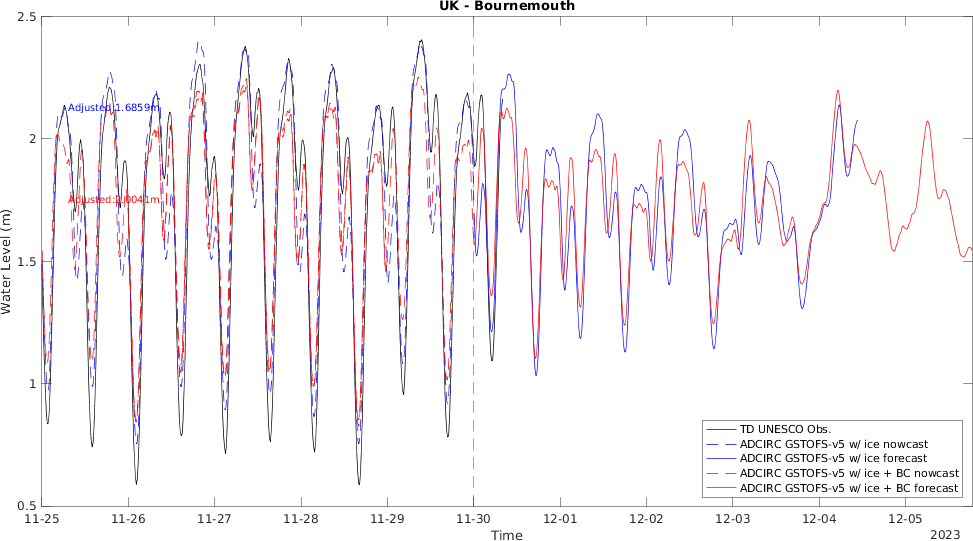 UK - Bournemouth
2.5
2
1.5
1
0.5
Water Level (m)
Adjusted:1.6859m
Adjusted:2.0041m
TD UNESCO Obs.
ADCIRC GSTOFS-v5 w/ ice nowcast
ADCIRC GSTOFS-v5 w/ ice forecast
ADCIRC GSTOFS-v5 w/ ice + BC nowcast
ADCIRC GSTOFS-v5 w/ ice + BC forecast
11-25 11-26 11-27 11-28 11-29 11-30 12-01 12-02 12-03 12-04 12-05
Time
2023